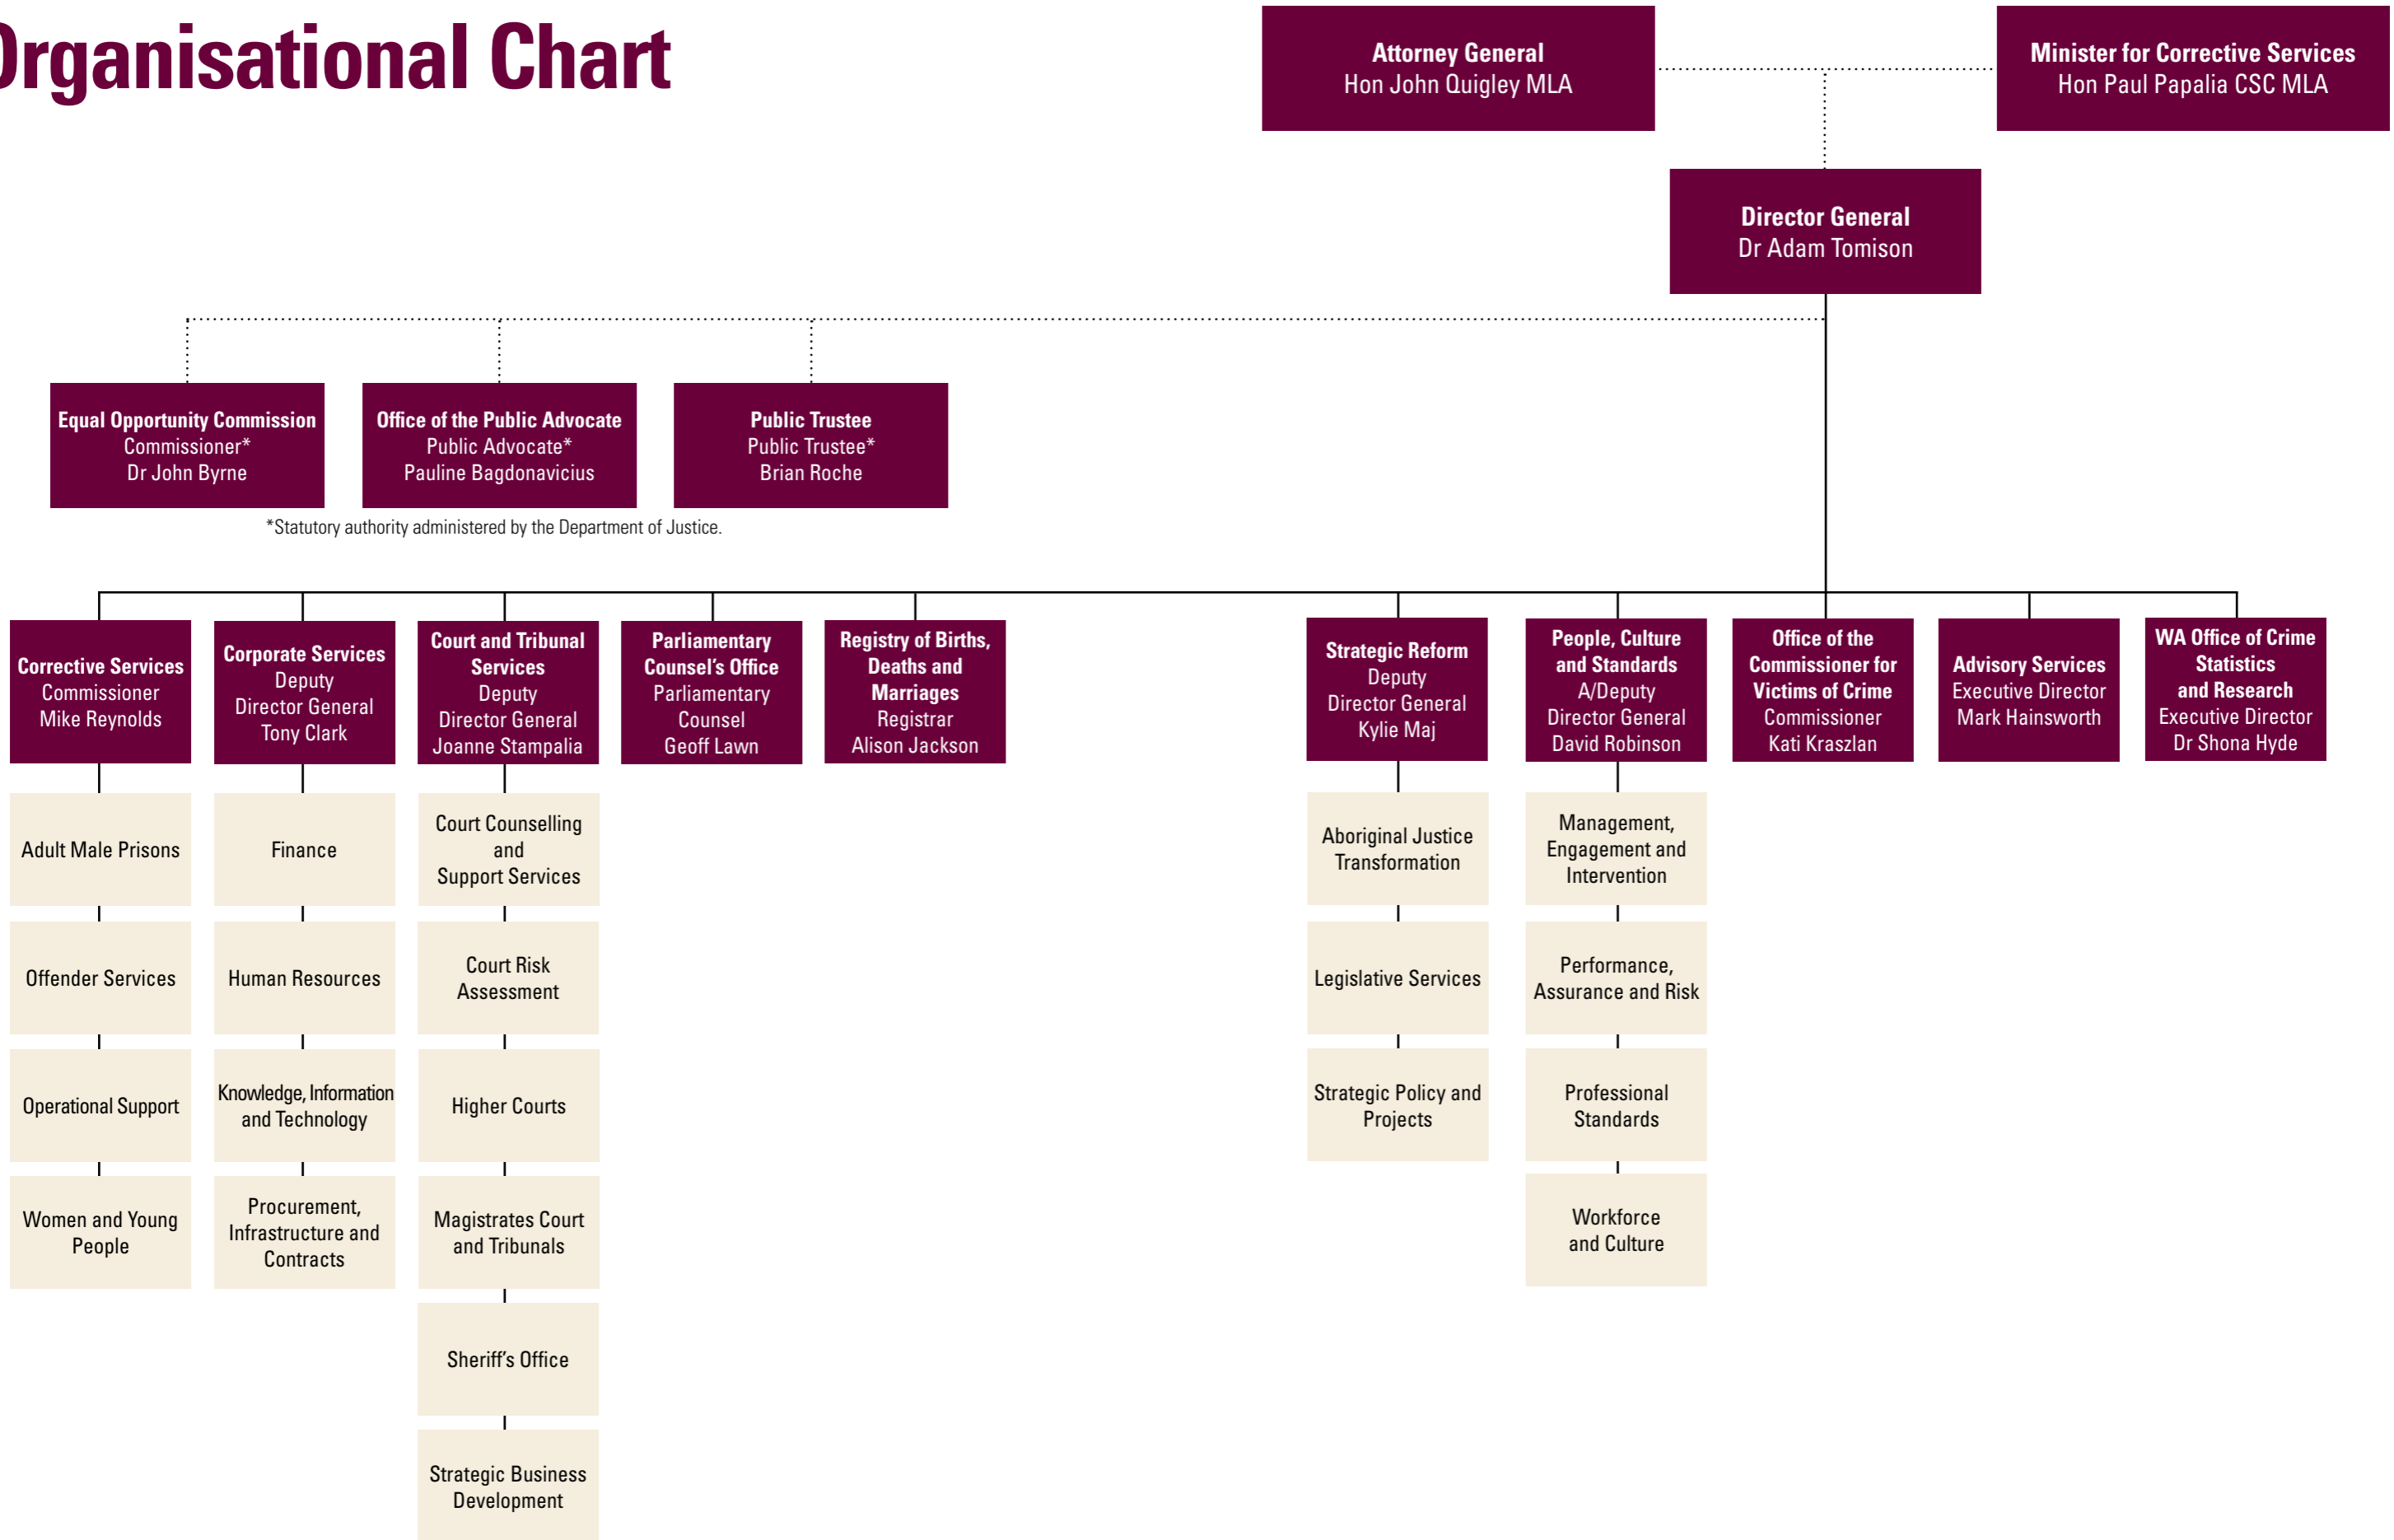 Organisational Chart
Attorney General
Hon John Quigley MLA
Minister for Corrective Services
Hon Paul Papalia CSC MLA
Director General
Dr Adam Tomison
Equal Opportunity Commission
Commissioner*
Dr John Byrne
Office of the Public Advocate
Public Advocate*
Pauline Bagdonavicius
Public Trustee
Public Trustee*
Brian Roche
*Statutory authority administered by the Department of Justice.
Corrective Services
Commissioner
Mike Reynolds
Corporate Services
Deputy
Director General
Tony Clark
Court and Tribunal
Services
Deputy
Director General
Joanne Stampalia
Parliamentary
Counsel's Office
Parliamentary
Counsel
Geoff Lawn
Registry of Births,
Deaths and
Marriages
Registrar
Alison Jackson
Strategic Reform
Deputy
Director General
Kylie Maj
People, Culture
and Standards
A/Deputy
Director General
David Robinson
Office of the
Commissioner for
Victims of Crime
Commissioner
Kati Kraszlan
Advisory Services
Executive Director
Mark Hainsworth
WA Office of Crime
Statistics
and Research
Executive Director
Dr Shona Hyde
Adult Male Prisons
Offender Services
Operational Support
Women and Young
People
Finance
Human Resources
Knowledge, Information
and Technology
Procurement,
Infrastructure and
Contracts
Court Counselling
and
Support Services
Court Risk
Assessment
Higher Courts
Magistrates Court
and Tribunals
Sheriff's Office
Strategic Business
Development
Aboriginal Justice
Transformation
Legislative Services
Strategic Policy and
Projects
Management,
Engagement and
Intervention
Performance,
Assurance and Risk
Professional
Standards
Workforce
and Culture